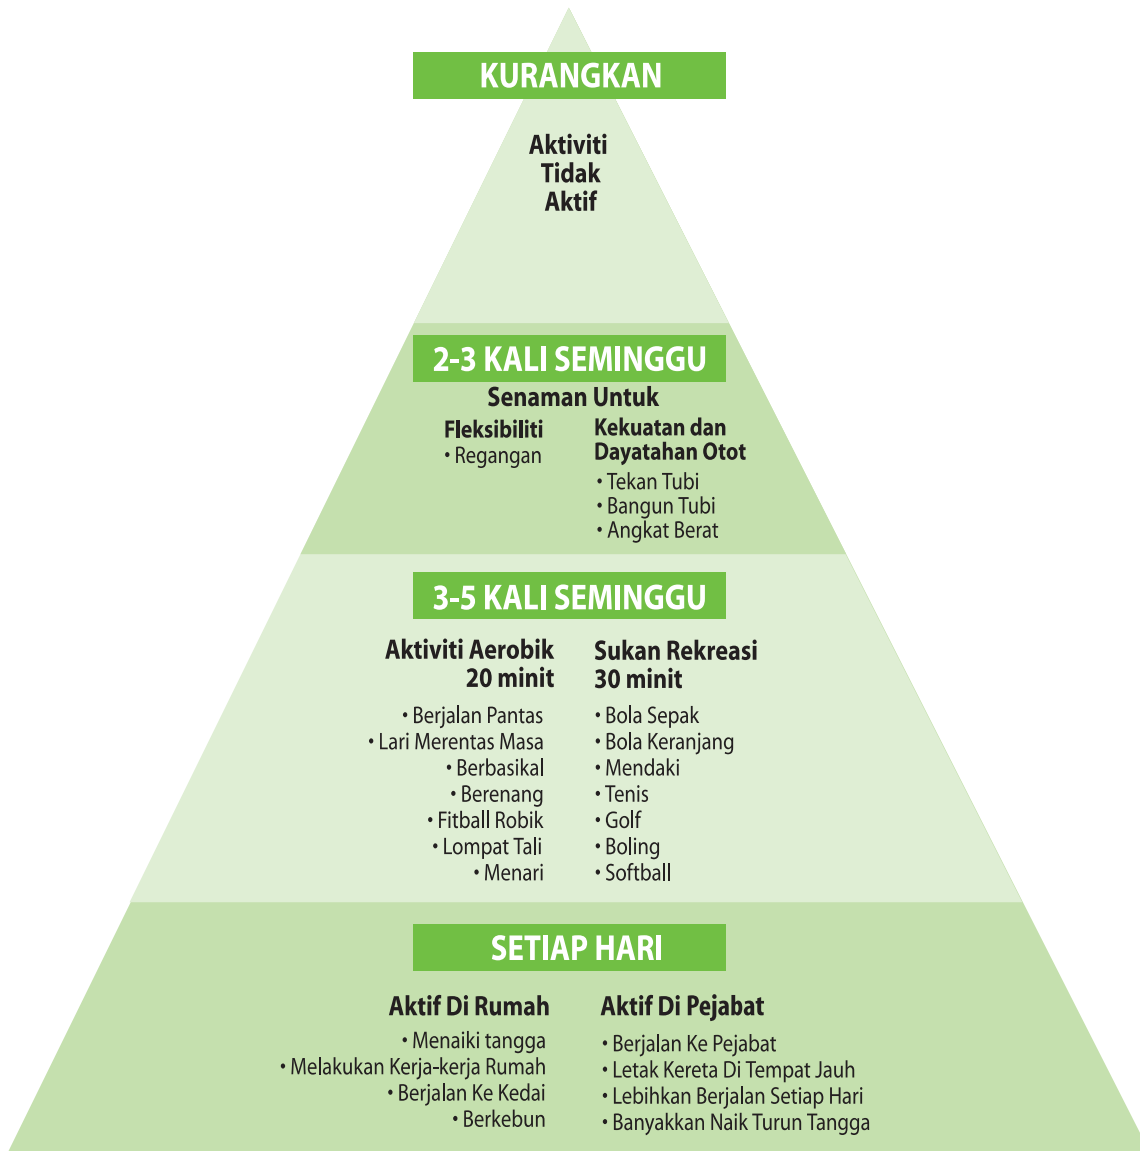 KURANGKAN
Aktiviti
Tidak
Aktif
2-3 KALI SEMINGGU
Senaman Untuk
Fleksibiliti
• Regangan
Kekuatan dan
Dayatahan Otot
• Tekan Tubi
• Bangun Tubi
• Angkat Berat
3-5 KALI SEMINGGU
Aktiviti Aerobik
20 minit
• Berjalan Pantas
• Lari Merentas Masa
• Berbasikal
• Berenang
• Fitball Robik
• Lompat Tali
• Menari
Sukan Rekreasi
30 minit
• Bola Sepak
• Bola Keranjang
• Mendaki
• Tenis
• Golf
• Boling
• Softball
SETIAP HARI
Aktif Di Rumah
• Menaiki tangga
• Melakukan Kerja-kerja Rumah
• Berjalan Ke Kedai
• Berkebun
Aktif Di Pejabat
• Berjalan Ke Pejabat
• Letak Kereta Di Tempat Jauh
• Lebihkan Berjalan Setiap Hari
• Banyakkan Naik Turun Tangga